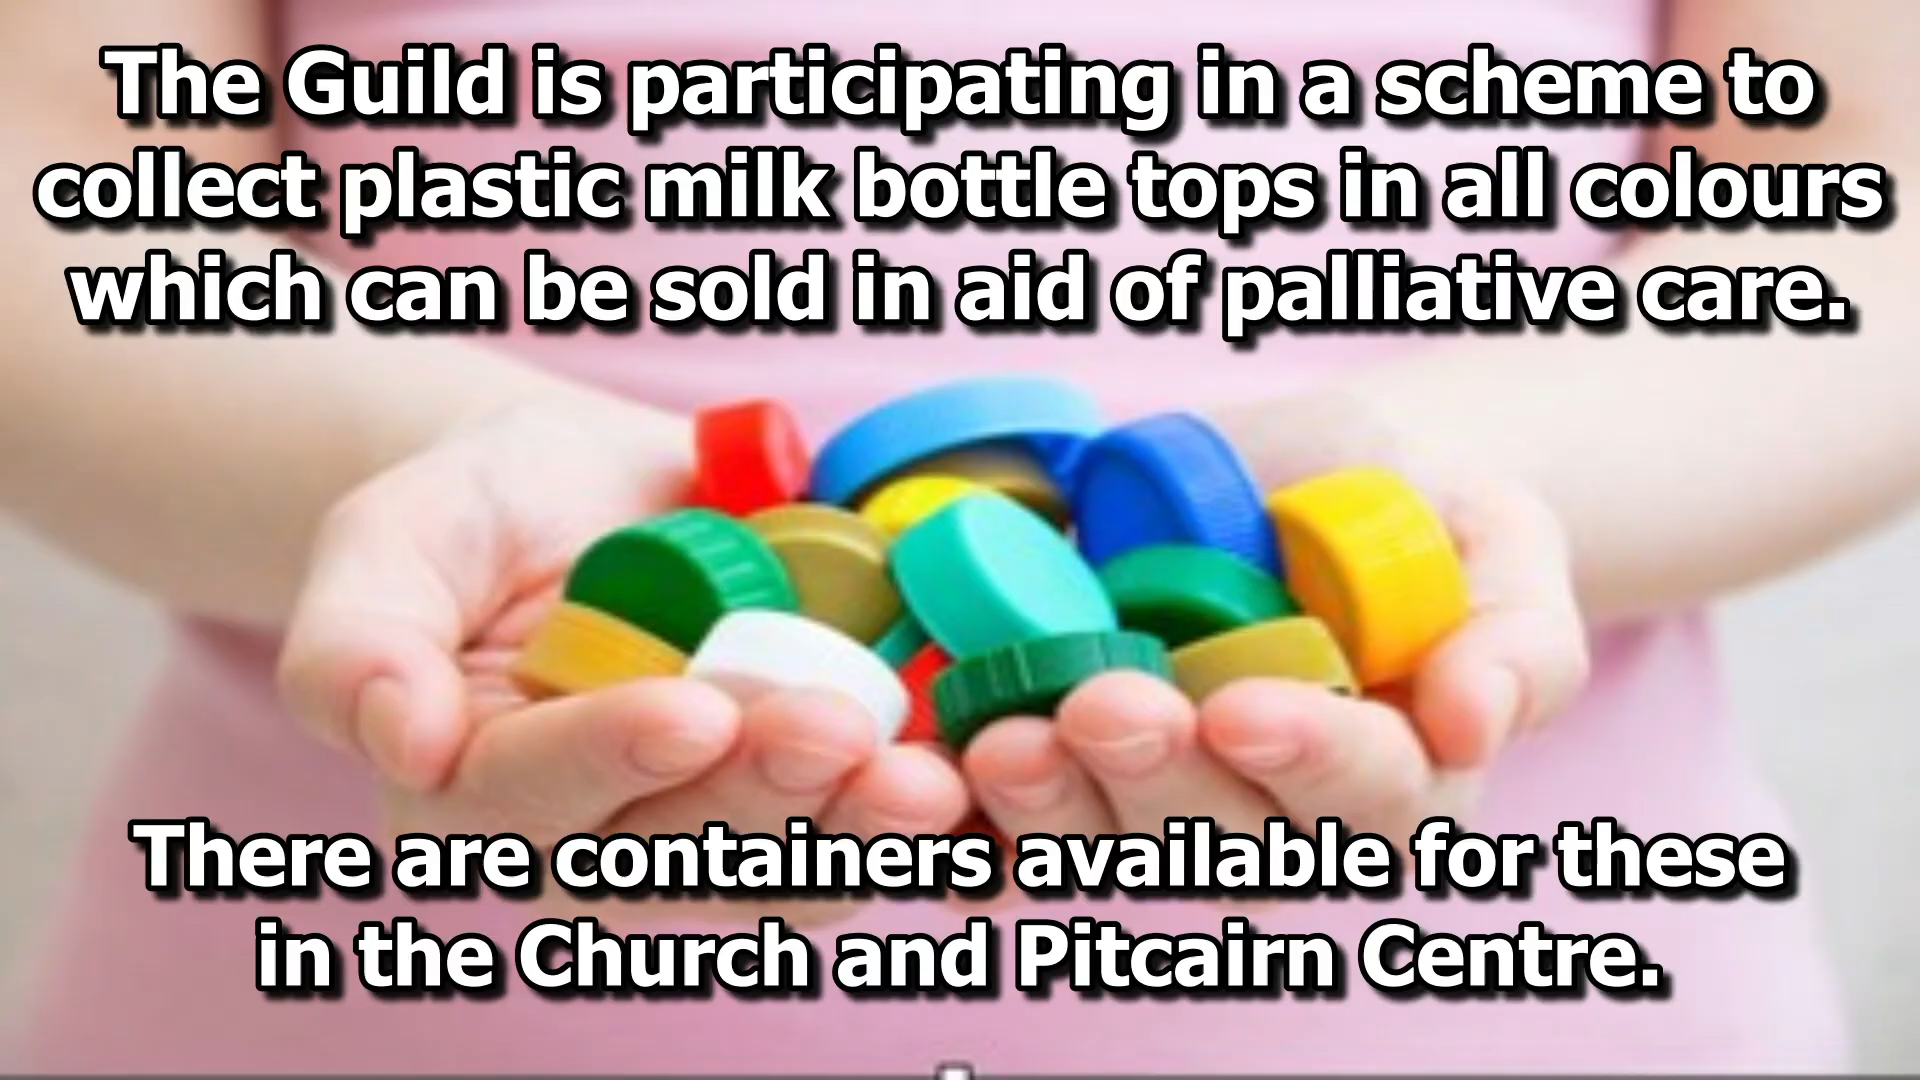 The Guild is participating in a scheme to
collect plastic milk bottle tops in all colours
which can be sold in aid of palliative care.
There are containers available for these
in the Church and Pitcairn Centre.